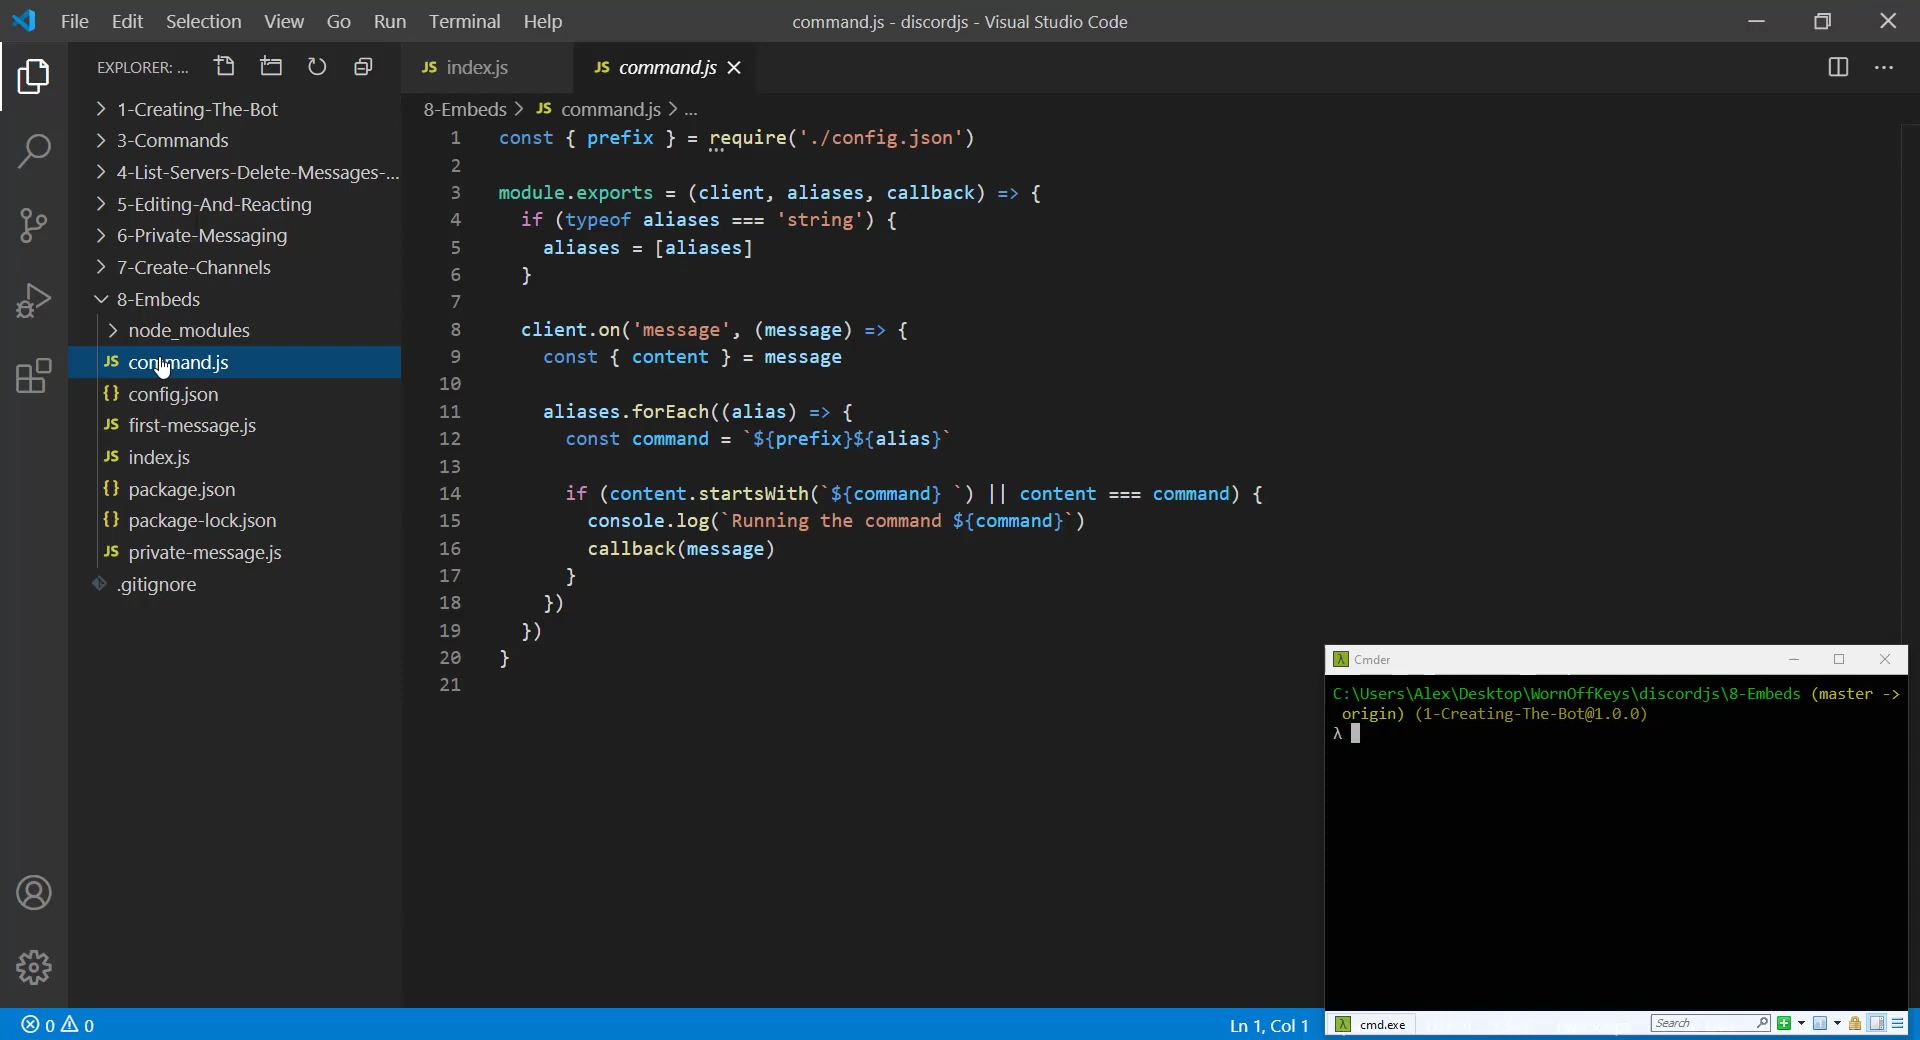 File Edit Selection View Go Run Terminal Help
command.js - discordjs - Visual Studio Code
EXPLORER: ...
JS index.js
JS command.js
1-Creating-The-Bot
3-Commands
4-List-Servers-Delete-Messages-...
5-Editing-And-Reacting
6-Private-Messaging
7-Create-Channels
8-Embeds
node_modules
JS command.js
{} config.json
JS first-message.js
JS index.js
{} package.json
{} package-lock.json
JS private-message.js
.gitignore
8-Embeds > JS command.js > ...
1 const { prefix } = require('./config.json')
2
3 module.exports = (client, aliases, callback) => {
4 if (typeof aliases === 'string') {
5 aliases = [aliases]
6 }
7
8 client.on('message', (message) => {
9 const { content } = message
10
11 aliases.forEach((alias) => {
12 const command = `${prefix}${alias}`
13
14 if (content.startsWith(`${command} `) || content === command) {
15 console.log(`Running the command ${command}`)
16 callback(message)
17 }
18 })
19 })
20 }
21
λ Cmder
C:\Users\Alex\Desktop\WornOffKeys\discordjs\8-Embeds (master ->
origin) (1-Creating-The-Bot@1.0.0)
λ
λ cmd.exe
Search
0 0
Ln 1, Col 1